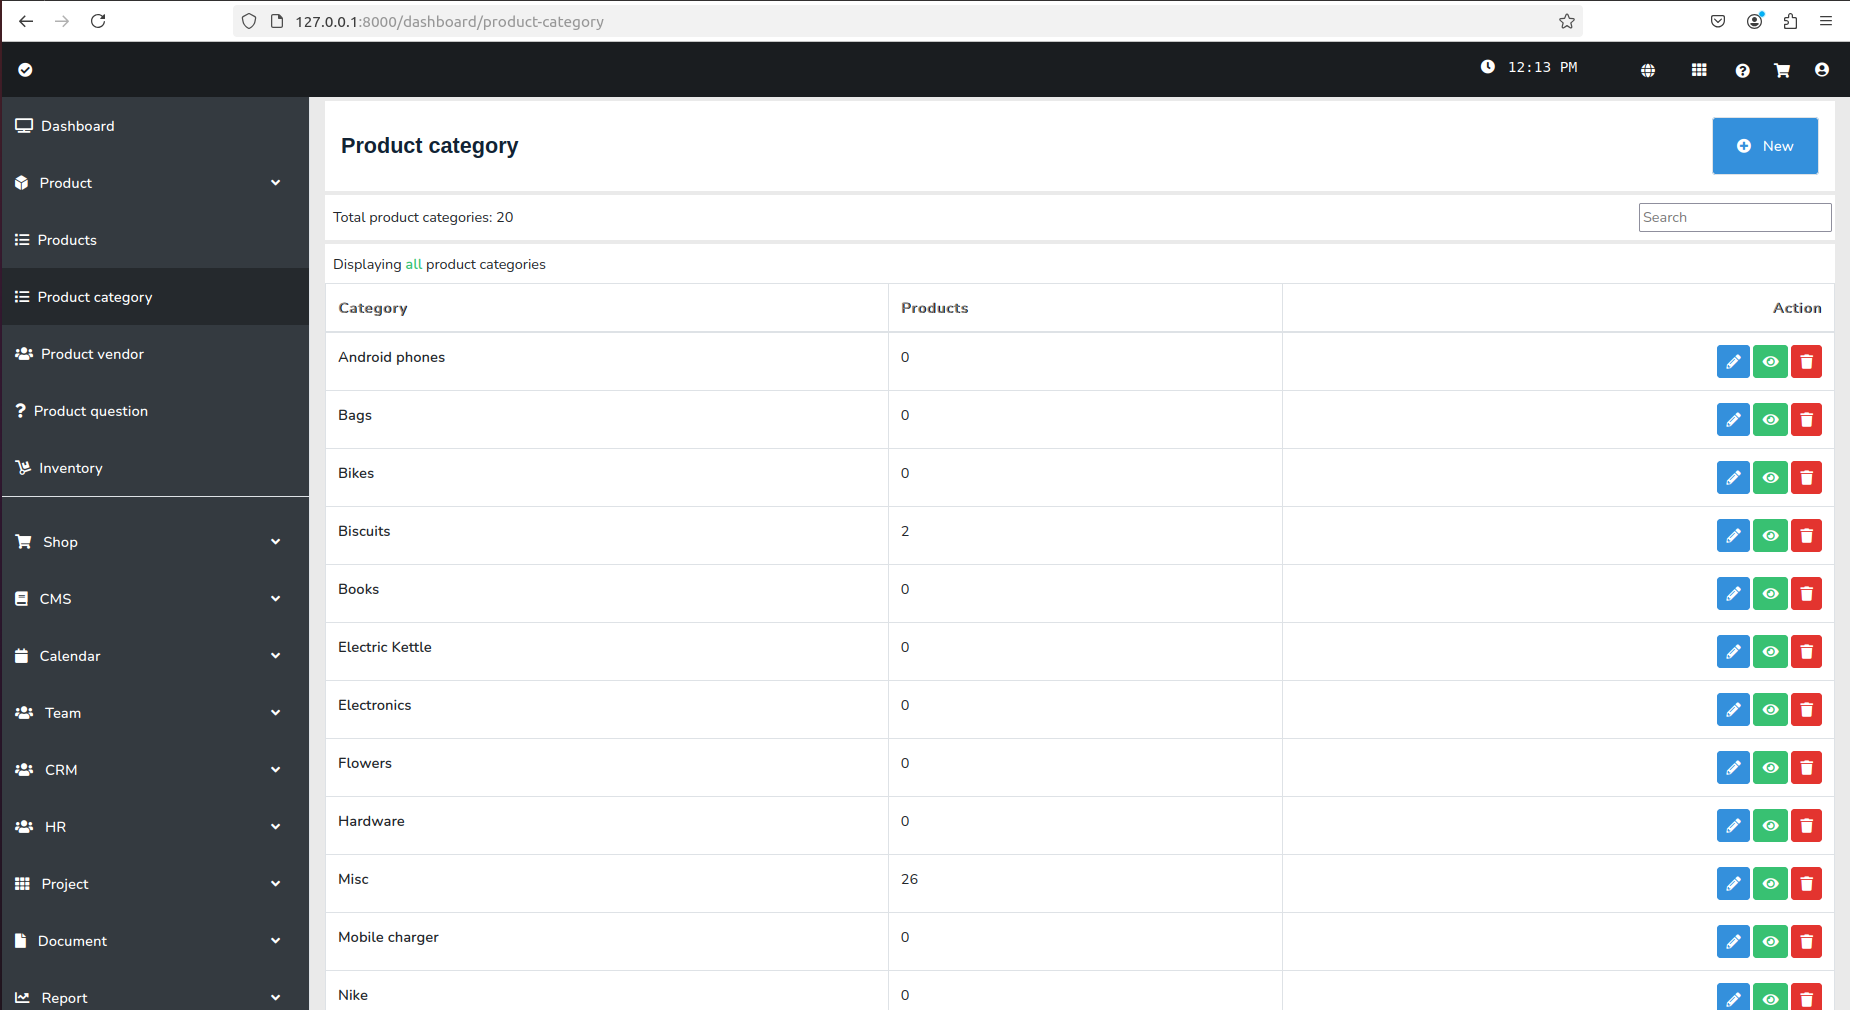 127.0.0.1:8000/dashboard/product-category
12:13 PM
Dashboard
Product
Products
Product category
Product vendor
Product question
Inventory
Shop
CMS
Calendar
Team
CRM
HR
Project
Document
Report
Product category
New
Total product categories: 20
Search
Displaying all product categories
Category Products Action
Android phones 0
Bags 0
Bikes 0
Biscuits 2
Books 0
Electric Kettle 0
Electronics 0
Flowers 0
Hardware 0
Misc 26
Mobile charger 0
Nike 0